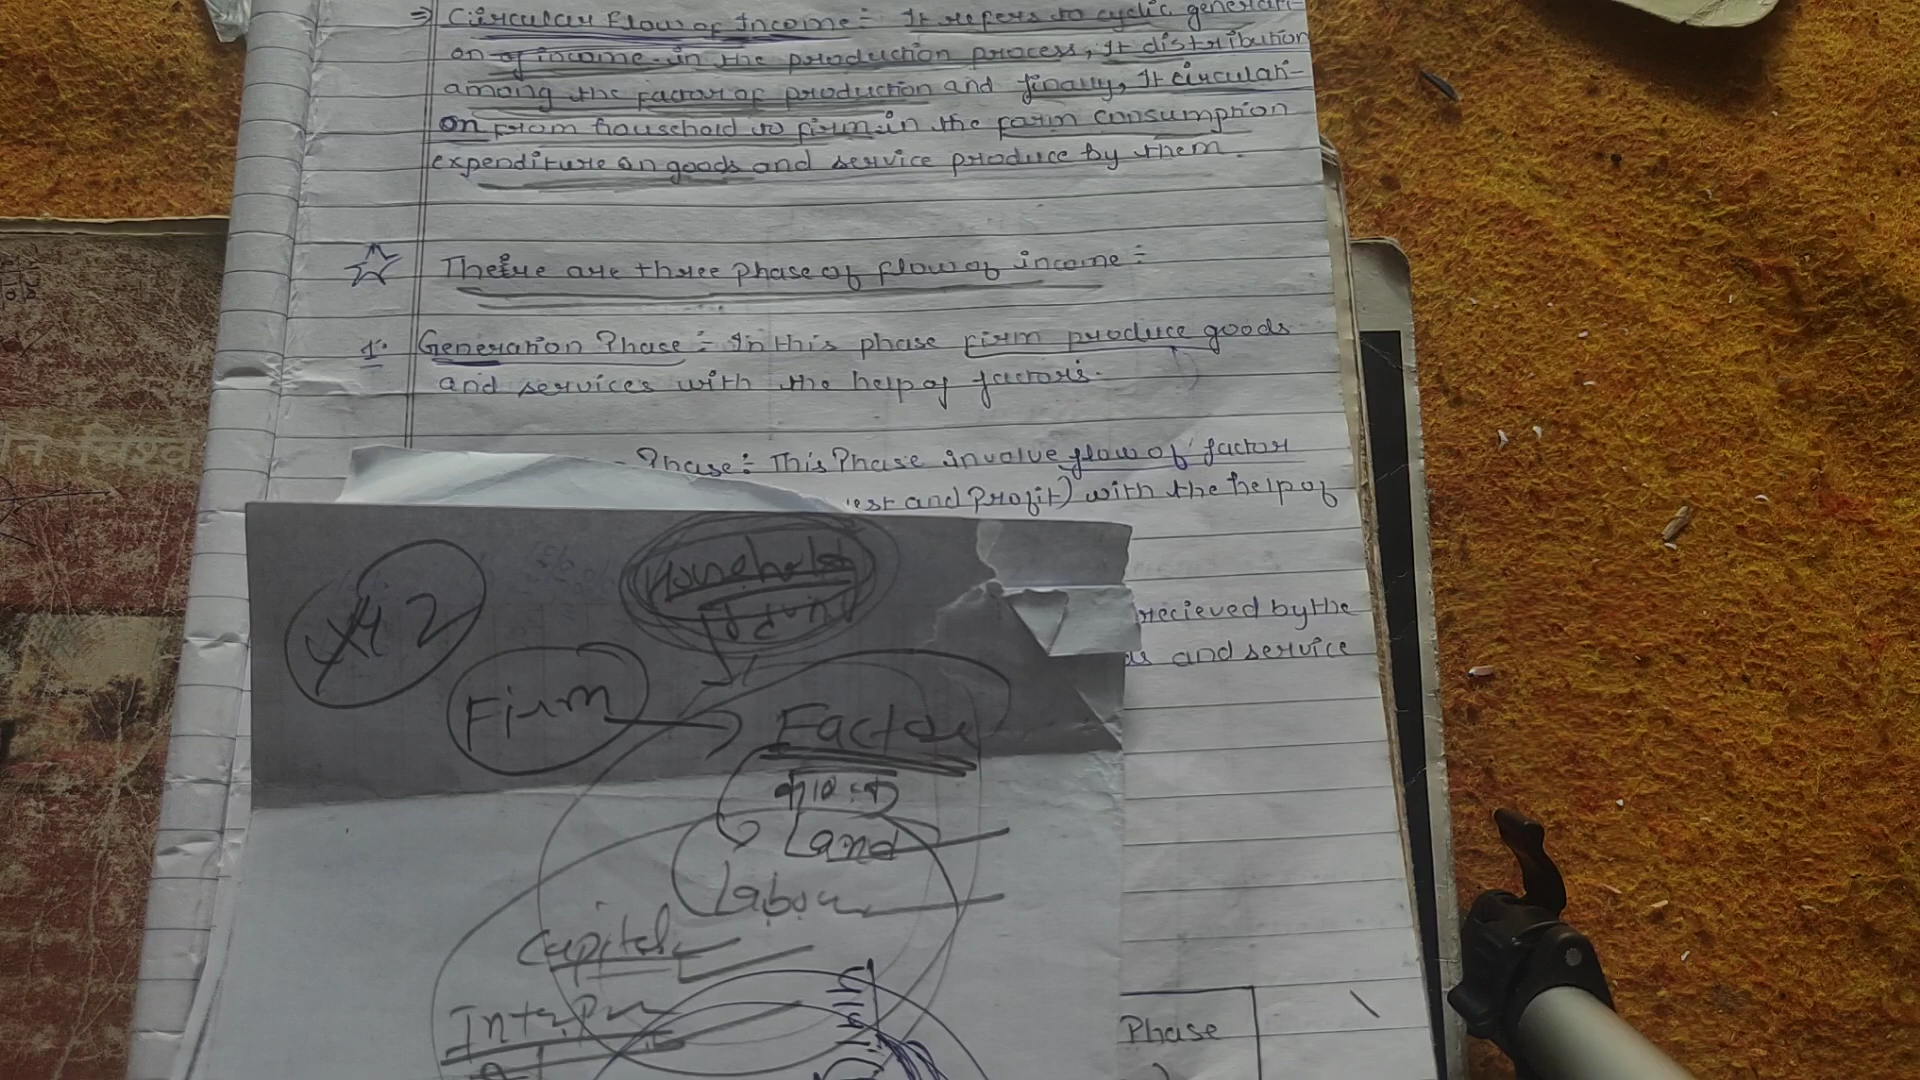 ⇒ Circular Flow of Income :- It refers to cyclic generati-
on of income in the production process, It distribution
among the factor of production and finally, It circulati-
on from household to firm in the form consumption
expenditure on goods and service produce by them.
☆ There are three phase of flow of income :-
1. Generation Phase :- In this phase firm produce goods
and services with the help of factors.
Phase :- This Phase involve flow of factor
est and Profit) with the help of
recieved by the
and service
Household
Firm → Factor
Land
Labour
Capital
Phase